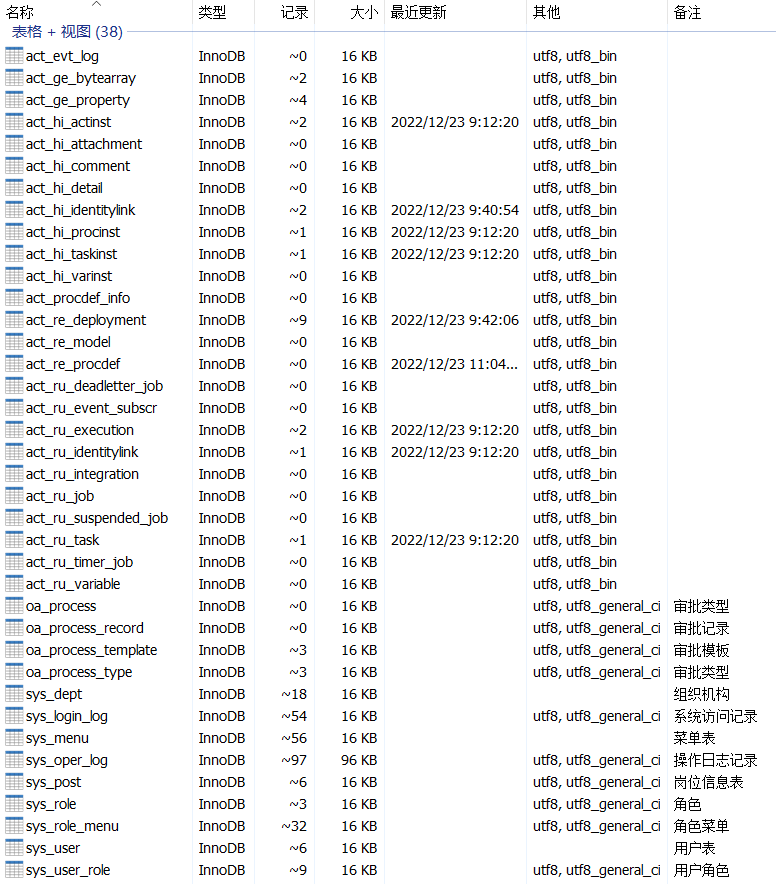 名称 类型 记录 大小 最近更新 其他 备注
表格 + 视图 (38)
act_evt_log InnoDB ~0 16 KB utf8, utf8_bin
act_ge_bytearray InnoDB ~2 16 KB utf8, utf8_bin
act_ge_property InnoDB ~4 16 KB utf8, utf8_bin
act_hi_actinst InnoDB ~2 16 KB 2022/12/23 9:12:20 utf8, utf8_bin
act_hi_attachment InnoDB ~0 16 KB utf8, utf8_bin
act_hi_comment InnoDB ~0 16 KB utf8, utf8_bin
act_hi_detail InnoDB ~0 16 KB utf8, utf8_bin
act_hi_identitylink InnoDB ~2 16 KB 2022/12/23 9:40:54 utf8, utf8_bin
act_hi_procinst InnoDB ~1 16 KB 2022/12/23 9:12:20 utf8, utf8_bin
act_hi_taskinst InnoDB ~1 16 KB 2022/12/23 9:12:20 utf8, utf8_bin
act_hi_varinst InnoDB ~0 16 KB utf8, utf8_bin
act_procdef_info InnoDB ~0 16 KB utf8, utf8_bin
act_re_deployment InnoDB ~9 16 KB 2022/12/23 9:42:06 utf8, utf8_bin
act_re_model InnoDB ~0 16 KB utf8, utf8_bin
act_re_procdef InnoDB ~0 16 KB 2022/12/23 11:04... utf8, utf8_bin
act_ru_deadletter_job InnoDB ~0 16 KB utf8, utf8_bin
act_ru_event_subscr InnoDB ~0 16 KB utf8, utf8_bin
act_ru_execution InnoDB ~2 16 KB 2022/12/23 9:12:20 utf8, utf8_bin
act_ru_identitylink InnoDB ~1 16 KB 2022/12/23 9:12:20 utf8, utf8_bin
act_ru_integration InnoDB ~0 16 KB utf8, utf8_bin
act_ru_job InnoDB ~0 16 KB utf8, utf8_bin
act_ru_suspended_job InnoDB ~0 16 KB utf8, utf8_bin
act_ru_task InnoDB ~1 16 KB 2022/12/23 9:12:20 utf8, utf8_bin
act_ru_timer_job InnoDB ~0 16 KB utf8, utf8_bin
act_ru_variable InnoDB ~0 16 KB utf8, utf8_bin
oa_process InnoDB ~0 16 KB utf8, utf8_general_ci 审批类型
oa_process_record InnoDB ~0 16 KB utf8, utf8_general_ci 审批记录
oa_process_template InnoDB ~3 16 KB utf8, utf8_general_ci 审批模板
oa_process_type InnoDB ~3 16 KB utf8, utf8_general_ci 审批类型
sys_dept InnoDB ~18 16 KB 组织机构
sys_login_log InnoDB ~54 16 KB utf8, utf8_general_ci 系统访问记录
sys_menu InnoDB ~56 16 KB 菜单表
sys_oper_log InnoDB ~97 96 KB utf8, utf8_general_ci 操作日志记录
sys_post InnoDB ~6 16 KB utf8, utf8_general_ci 岗位信息表
sys_role InnoDB ~3 16 KB utf8, utf8_general_ci 角色
sys_role_menu InnoDB ~32 16 KB utf8, utf8_general_ci 角色菜单
sys_user InnoDB ~6 16 KB 用户表
sys_user_role InnoDB ~9 16 KB utf8, utf8_general_ci 用户角色